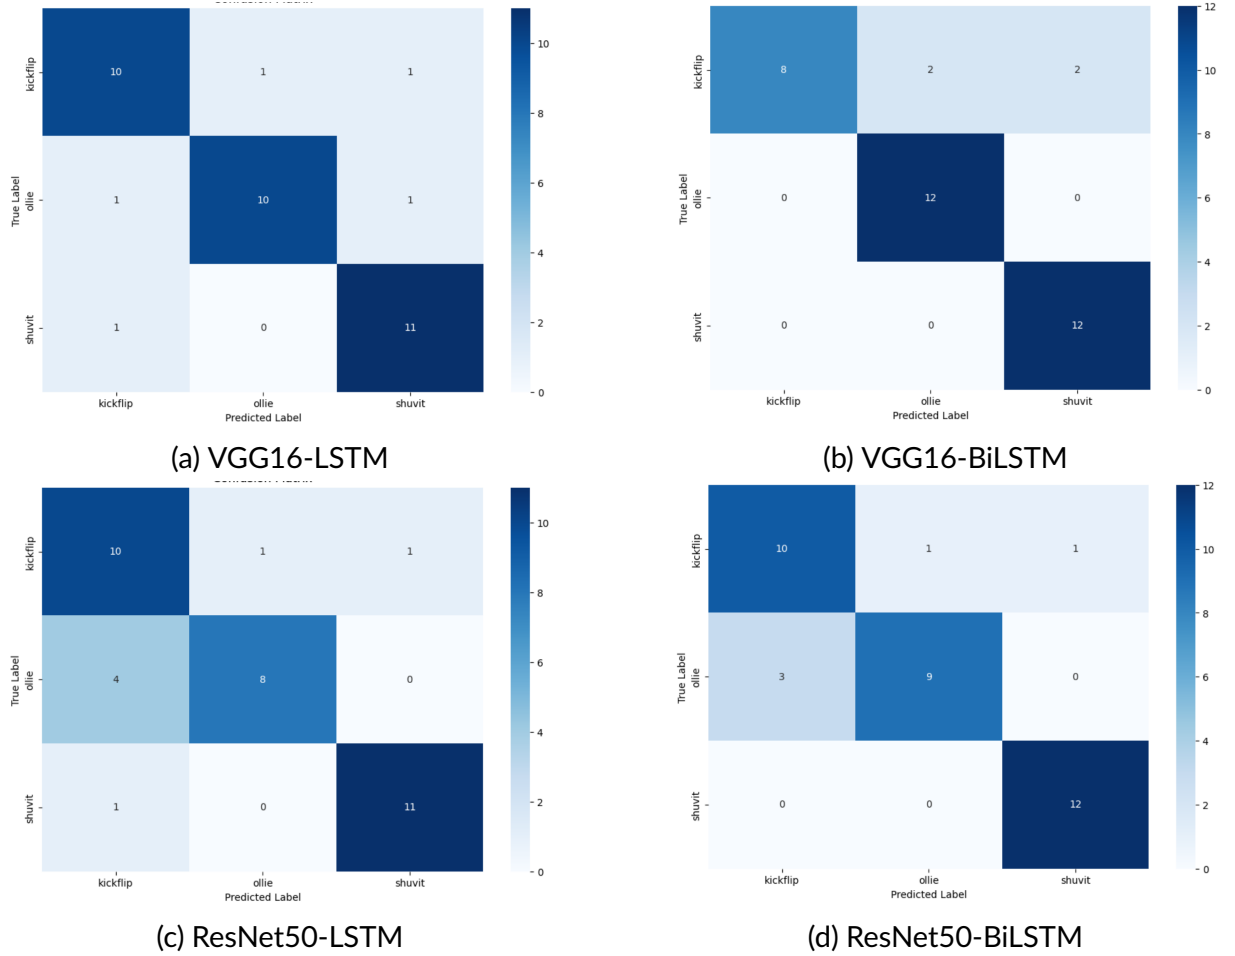 Confusion Matrix
kickflip
10 1 1
10
8
True Label
ollie
1 10 1
6
4
shuvit
1 0 11
2
0
kickflip ollie shuvit
Predicted Label
(a) VGG16-LSTM
12
kickflip
8 2 2
10
8
True Label
ollie
0 12 0
6
4
shuvit
0 0 12
2
0
kickflip ollie shuvit
Predicted Label
(b) VGG16-BiLSTM
Confusion Matrix
kickflip
10 1 1
10
8
True Label
ollie
4 8 0
6
4
shuvit
1 0 11
2
0
kickflip ollie shuvit
Predicted Label
(c) ResNet50-LSTM
12
kickflip
10 1 1
10
8
True Label
ollie
3 9 0
6
4
shuvit
0 0 12
2
0
kickflip ollie shuvit
Predicted Label
(d) ResNet50-BiLSTM